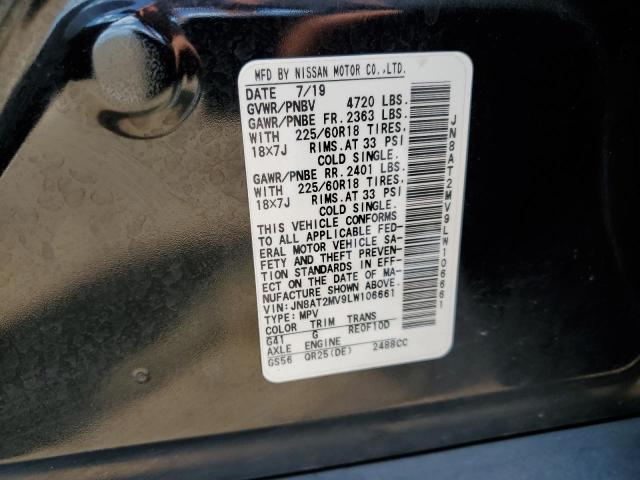 MFD BY NISSAN MOTOR CO.,LTD.
DATE 7/19
GVWR/PNBV 4720 LBS.
GAWR/PNBE FR. 2363 LBS.
WITH 225/60R18 TIRES,
18X7J RIMS.AT 33 PSI
COLD SINGLE.
GAWR/PNBE RR. 2401 LBS.
WITH 225/60R18 TIRES,
18X7J RIMS.AT 33 PSI
COLD SINGLE.
THIS VEHICLE CONFORMS
TO ALL APPLICABLE FED-
ERAL MOTOR VEHICLE SA-
FETY AND THEFT PREVEN-
TION STANDARDS IN EFF-
ECT ON THE DATE OF MA-
NUFACTURE SHOWN ABOVE.
VIN: JN8AT2MV9LW106661
TYPE: MPV
COLOR TRIM TRANS
G41 G RE0F10D
AXLE ENGINE
GS56 QR25(DE) 2488CC
JN8AT2MV9LW106661